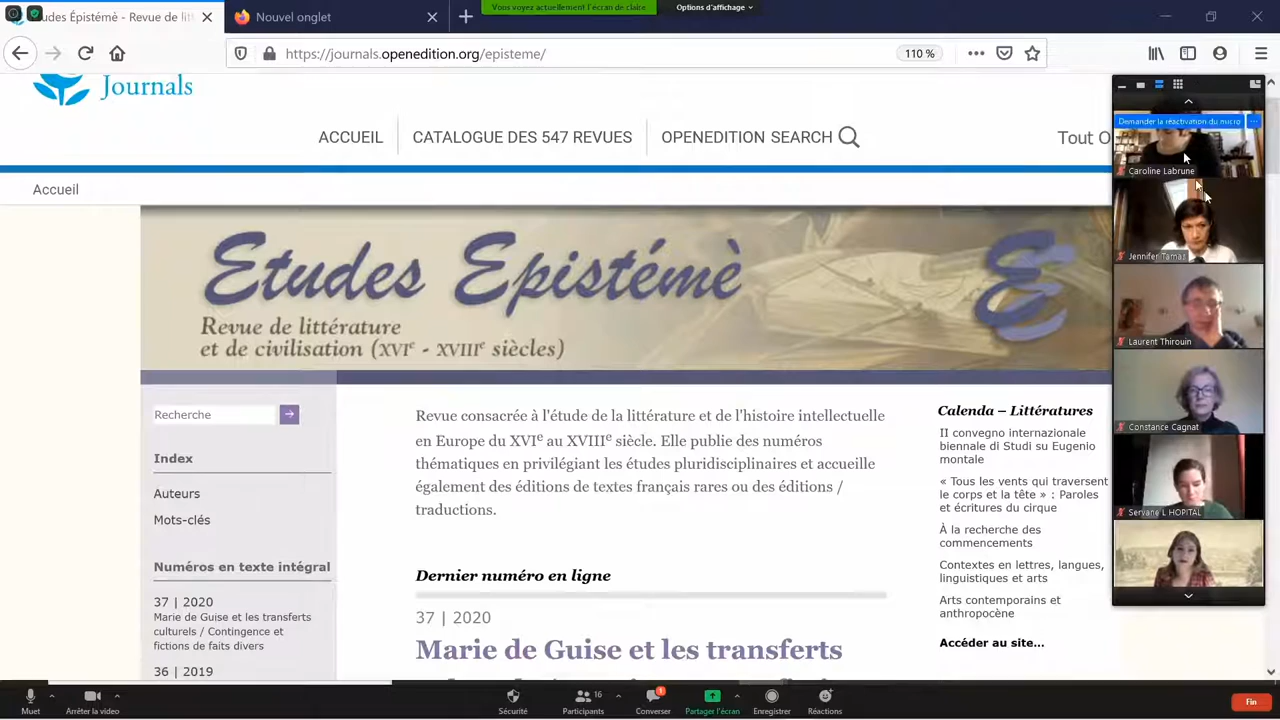 Etudes Épistémè - Revue de litt
Nouvel onglet
Vous voyez actuellement l'écran de claire
Options d'affichage
https://journals.openedition.org/episteme/
110 %
Journals
ACCUEIL
CATALOGUE DES 547 REVUES
OPENEDITION SEARCH
Tout O
Accueil
Etudes Epistémè
Revue de littérature
et de civilisation (XVIe - XVIIIe siècles)
E
Recherche
Index
Auteurs
Mots-clés
Numéros en texte intégral
37 | 2020
Marie de Guise et les transferts
culturels / Contingence et
fictions de faits divers
36 | 2019
Revue consacrée à l'étude de la littérature et de l'histoire intellectuelle
en Europe du XVIe au XVIIIe siècle. Elle publie des numéros
thématiques en privilégiant les études pluridisciplinaires et accueille
également des éditions de textes français rares ou des éditions /
traductions.
Dernier numéro en ligne
37 | 2020
Marie de Guise et les transferts
Calenda – Littératures
II convegno internazionale
biennale di Studi su Eugenio
montale
« Tous les vents qui traversent
le corps et la tête » : Paroles
et écritures du cirque
À la recherche des
commencements
Contextes en lettres, langues,
linguistiques et arts
Arts contemporains et
anthropocène
Accéder au site...
Demander la réactivation du micro
Caroline Labrune
Jennifer Tamas
Laurent Thirouin
Constance Cagnat
Servane L HOPITAL
Muet
Arrêter la vidéo
Sécurité
16
Participants
1
Converser
Partager l'écran
Enregistrer
Réactions
Fin